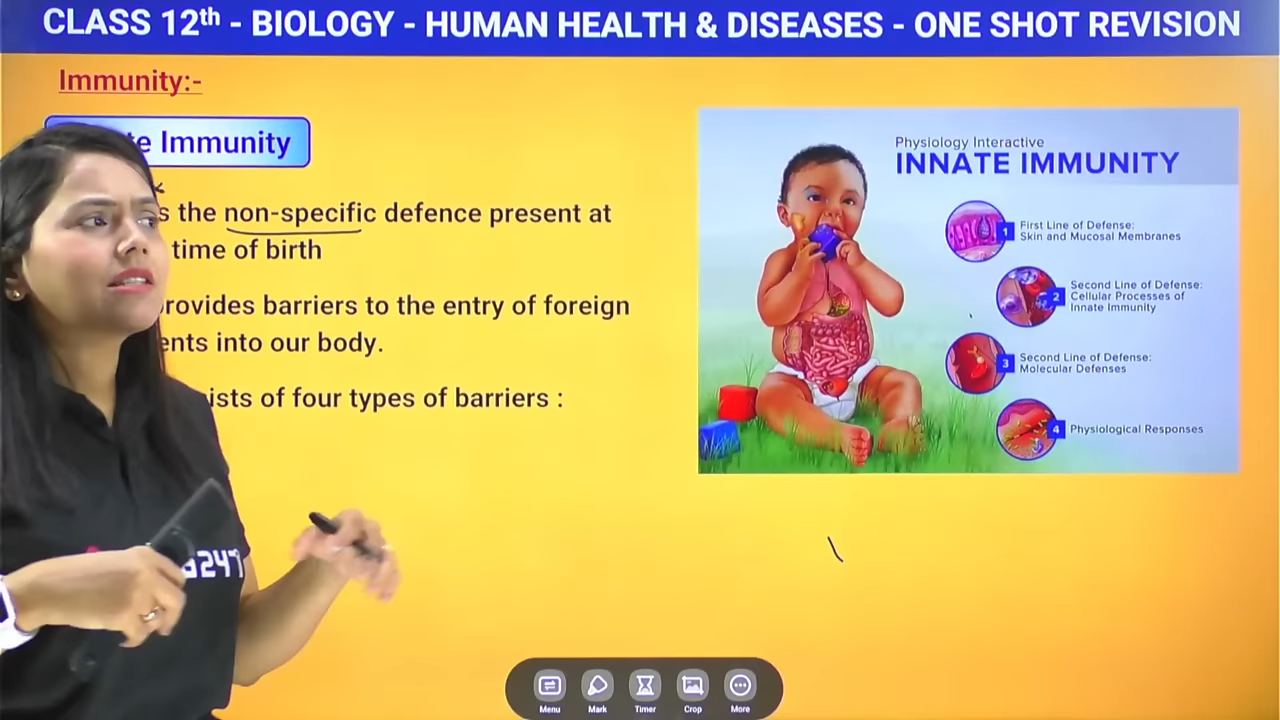 CLASS 12th - BIOLOGY - HUMAN HEALTH & DISEASES - ONE SHOT REVISION
Immunity:-
Immunity
the non-specific defence present at
time of birth
barriers to the entry of foreign
into our body.
of four types of barriers :
Physiology Interactive
INNATE IMMUNITY
1 First Line of Defense:
Skin and Mucosal Membranes
2 Second Line of Defense:
Cellular Processes of
Innate Immunity
3 Second Line of Defense:
Molecular Defenses
4 Physiological Responses
247
Menu Mark Timer Crop More